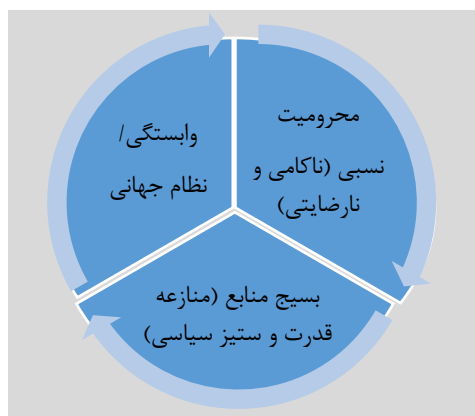 محرومیت
نسبی (ناکامی و
نارضایتی)
بسیج منابع (منازعه
قدرت و ستیز سیاسی)
وابستگی/
نظام جهانی